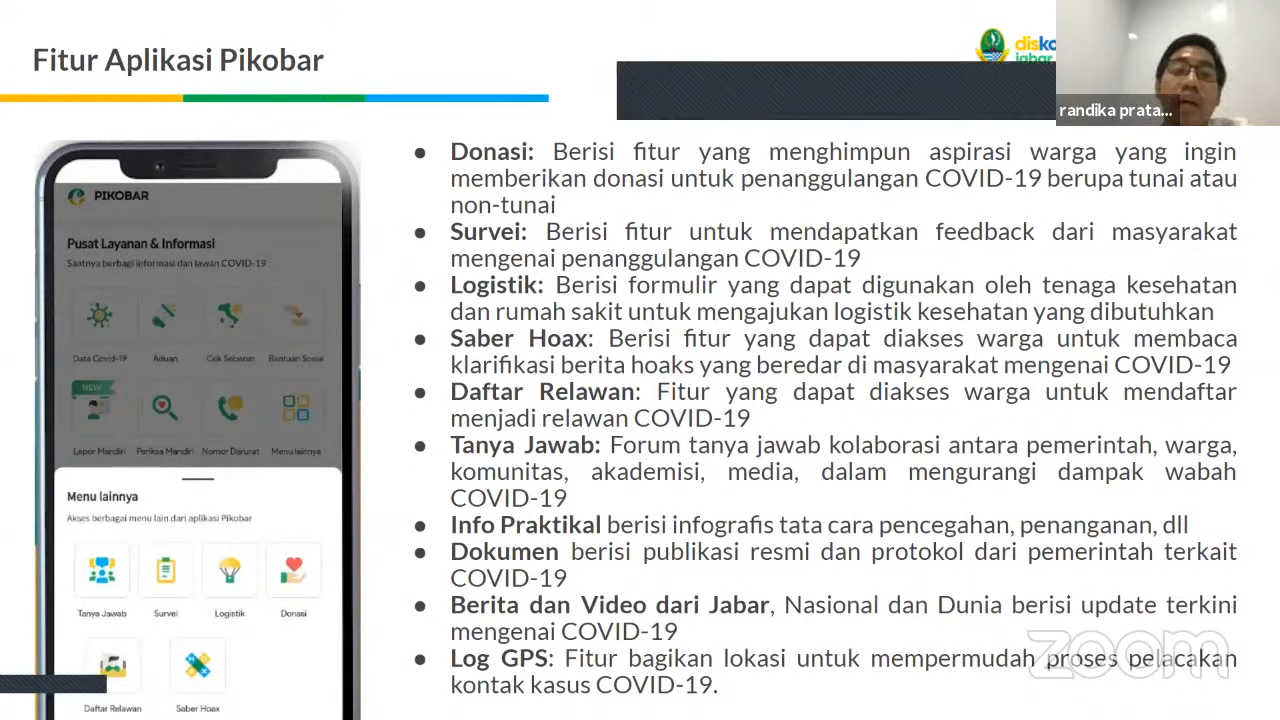 Fitur Aplikasi Pikobar
randika prata...
PIKOBAR
Pusat Layanan & Informasi
Saatnya berbagi informasi dan lawan COVID-19
Data Covid-19 Aduan Cek Sebaran Bantuan Sosial
NEW
Lapor Mandiri Periksa Mandiri Nomor Darurat Menu lainnya
Menu lainnya
Akses berbagai menu lain dari aplikasi Pikobar
Tanya Jawab Survei Logistik Donasi
Daftar Relawan Saber Hoax
● Donasi: Berisi fitur yang menghimpun aspirasi warga yang ingin
memberikan donasi untuk penanggulangan COVID-19 berupa tunai atau
non-tunai
● Survei: Berisi fitur untuk mendapatkan feedback dari masyarakat
mengenai penanggulangan COVID-19
● Logistik: Berisi formulir yang dapat digunakan oleh tenaga kesehatan
dan rumah sakit untuk mengajukan logistik kesehatan yang dibutuhkan
● Saber Hoax: Berisi fitur yang dapat diakses warga untuk membaca
klarifikasi berita hoaks yang beredar di masyarakat mengenai COVID-19
● Daftar Relawan: Fitur yang dapat diakses warga untuk mendaftar
menjadi relawan COVID-19
● Tanya Jawab: Forum tanya jawab kolaborasi antara pemerintah, warga,
komunitas, akademisi, media, dalam mengurangi dampak wabah
COVID-19
● Info Praktikal berisi infografis tata cara pencegahan, penanganan, dll
● Dokumen berisi publikasi resmi dan protokol dari pemerintah terkait
COVID-19
● Berita dan Video dari Jabar, Nasional dan Dunia berisi update terkini
mengenai COVID-19
● Log GPS: Fitur bagikan lokasi untuk mempermudah proses pelacakan
kontak kasus COVID-19.
zoom